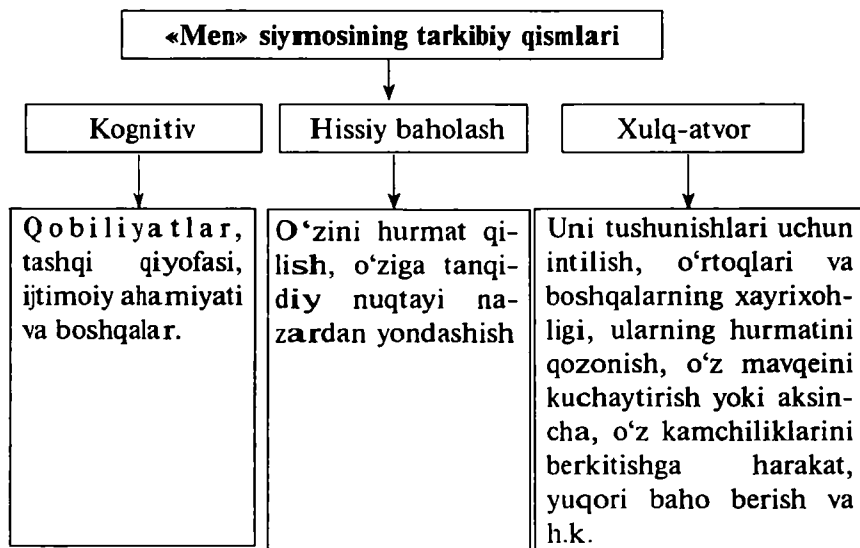 «Men» siymosining tarkibiy qismlari
Kognitiv
Hissiy baholash
Xulq-atvor
Qobiliyatlar,
tashqi qiyofasi,
ijtimoiy ahamiyati
va boshqalar.
O‘zini hurmat qi-
lish, o‘ziga tanqi-
diy nuqtayi na-
zardan yondashish
Uni tushunishlari uchun
intilish, o‘rtoqlari va
boshqalarning xayrixoh-
ligi, ularning hurmatini
qozonish, o‘z mavqeini
kuchaytirish yoki aksin-
cha, o‘z kamchiliklarini
berkitishga harakat,
yuqori baho berish va
h.k.